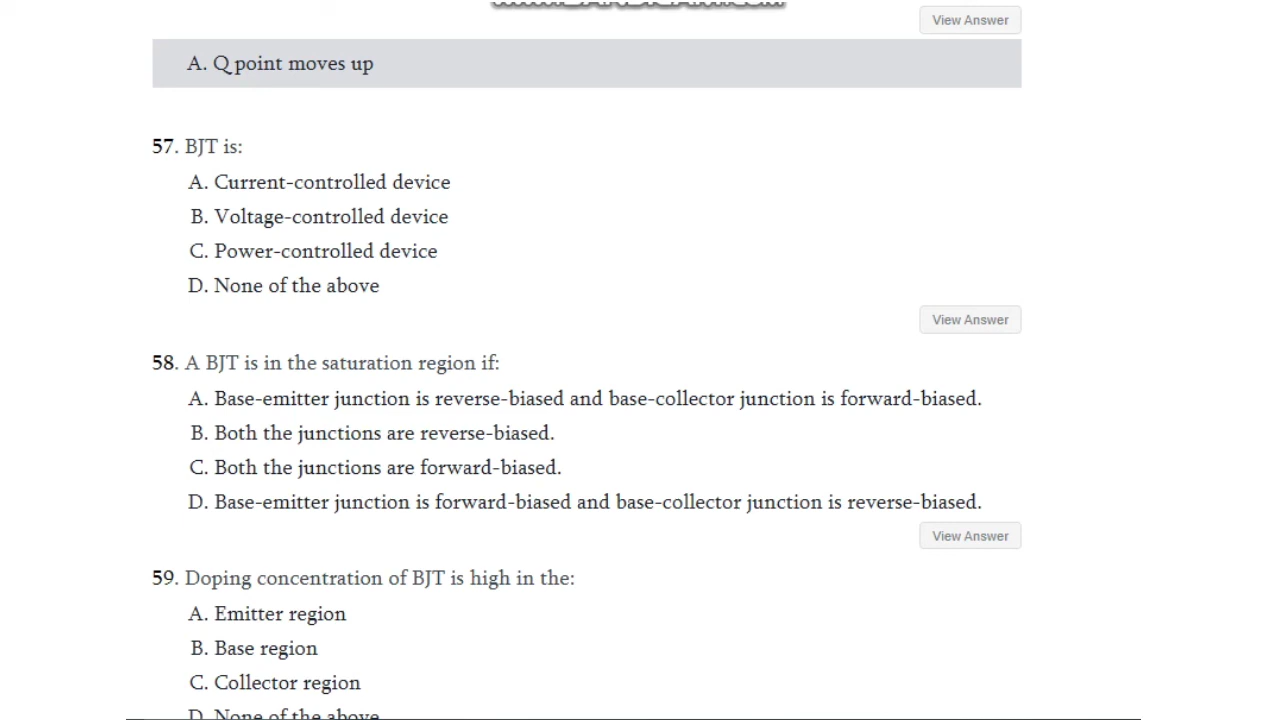 View Answer
A. Q point moves up
57. BJT is:
A. Current-controlled device
B. Voltage-controlled device
C. Power-controlled device
D. None of the above
View Answer
58. A BJT is in the saturation region if:
A. Base-emitter junction is reverse-biased and base-collector junction is forward-biased.
B. Both the junctions are reverse-biased.
C. Both the junctions are forward-biased.
D. Base-emitter junction is forward-biased and base-collector junction is reverse-biased.
View Answer
59. Doping concentration of BJT is high in the:
A. Emitter region
B. Base region
C. Collector region
D. None of the above